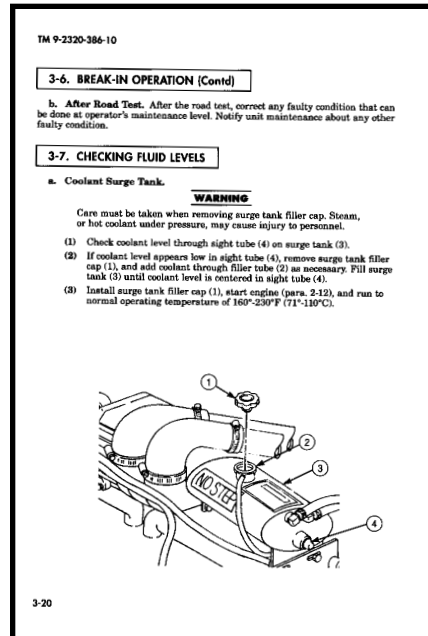 TM 9-2320-386-10
3-6. BREAK-IN OPERATION (Contd)
b. After Road Test. After the road test, correct any faulty condition that can
be done at operator's maintenance level. Notify unit maintenance about any other
faulty condition.
3-7. CHECKING FLUID LEVELS
a. Coolant Surge Tank.
WARNING
Care must be taken when removing surge tank filler cap. Steam,
or hot coolant under pressure, may cause injury to personnel.
(1) Check coolant level through sight tube (4) on surge tank (3).
(2) If coolant level appears low in sight tube (4), remove surge tank filler
cap (1), and add coolant through filler tube (2) as necessary. Fill surge
tank (3) until coolant level is centered in sight tube (4).
(3) Install surge tank filler cap (1), start engine (para. 2-12), and run to
normal operating temperature of 160°-230°F (71°-110°C).
1
2
3
NO STEP
4
3-20